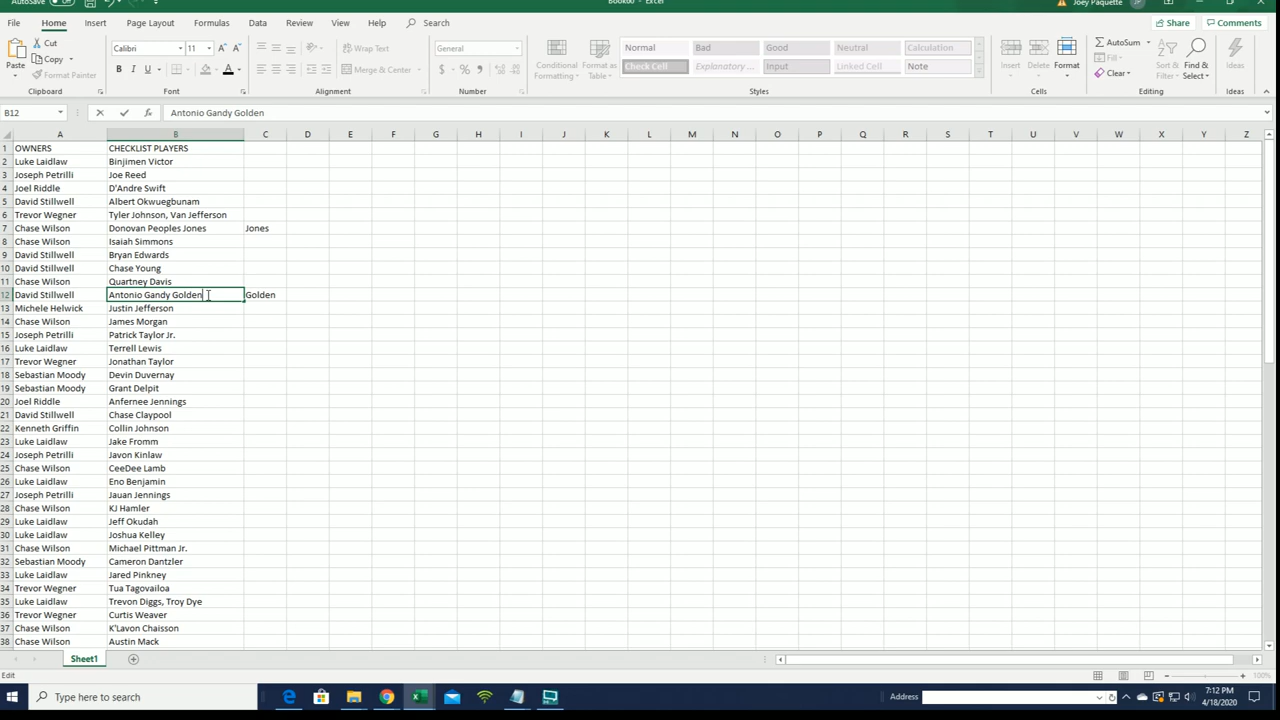 AutoSave Off Book60 - Excel Joey Paquette JP
File Home Insert Page Layout Formulas Data Review View Help Search Share Comments
Cut
Copy
Format Painter
Paste
Clipboard
Calibri 11
B I U
Font
Wrap Text
Merge & Center
Alignment
General
$ % 9
Number
Conditional Formatting
Format as Table
Normal Bad Good Neutral Calculation
Check Cell Explanatory ... Input Linked Cell Note
Styles
Insert Delete Format
Cells
AutoSum
Clear
Sort & Filter
Find & Select
Editing
Ideas
Ideas
B12 fx Antonio Gandy Golden
A B C D E F G H I J K L M N O P Q R S T U V W X Y Z
1 OWNERS CHECKLIST PLAYERS
2 Luke Laidlaw Binjimen Victor
3 Joseph Petrilli Joe Reed
4 Joel Riddle D'Andre Swift
5 David Stillwell Albert Okwuegbunam
6 Trevor Wegner Tyler Johnson, Van Jefferson
7 Chase Wilson Donovan Peoples Jones Jones
8 Chase Wilson Isaiah Simmons
9 David Stillwell Bryan Edwards
10 David Stillwell Chase Young
11 Chase Wilson Quartney Davis
12 David Stillwell Antonio Gandy Golden Golden
13 Michele Helwick Justin Jefferson
14 Chase Wilson James Morgan
15 Joseph Petrilli Patrick Taylor Jr.
16 Luke Laidlaw Terrell Lewis
17 Trevor Wegner Jonathan Taylor
18 Sebastian Moody Devin Duvernay
19 Sebastian Moody Grant Delpit
20 Joel Riddle Anfernee Jennings
21 David Stillwell Chase Claypool
22 Kenneth Griffin Collin Johnson
23 Luke Laidlaw Jake Fromm
24 Joseph Petrilli Javon Kinlaw
25 Chase Wilson CeeDee Lamb
26 Luke Laidlaw Eno Benjamin
27 Joseph Petrilli Jauan Jennings
28 Chase Wilson KJ Hamler
29 Luke Laidlaw Jeff Okudah
30 Luke Laidlaw Joshua Kelley
31 Chase Wilson Michael Pittman Jr.
32 Sebastian Moody Cameron Dantzler
33 Luke Laidlaw Jared Pinkney
34 Trevor Wegner Tua Tagovailoa
35 Luke Laidlaw Trevon Diggs, Troy Dye
36 Trevor Wegner Curtis Weaver
37 Chase Wilson K'Lavon Chaisson
38 Chase Wilson Austin Mack
Sheet1
Edit 100%
Type here to search Address 7:12 PM
4/18/2020